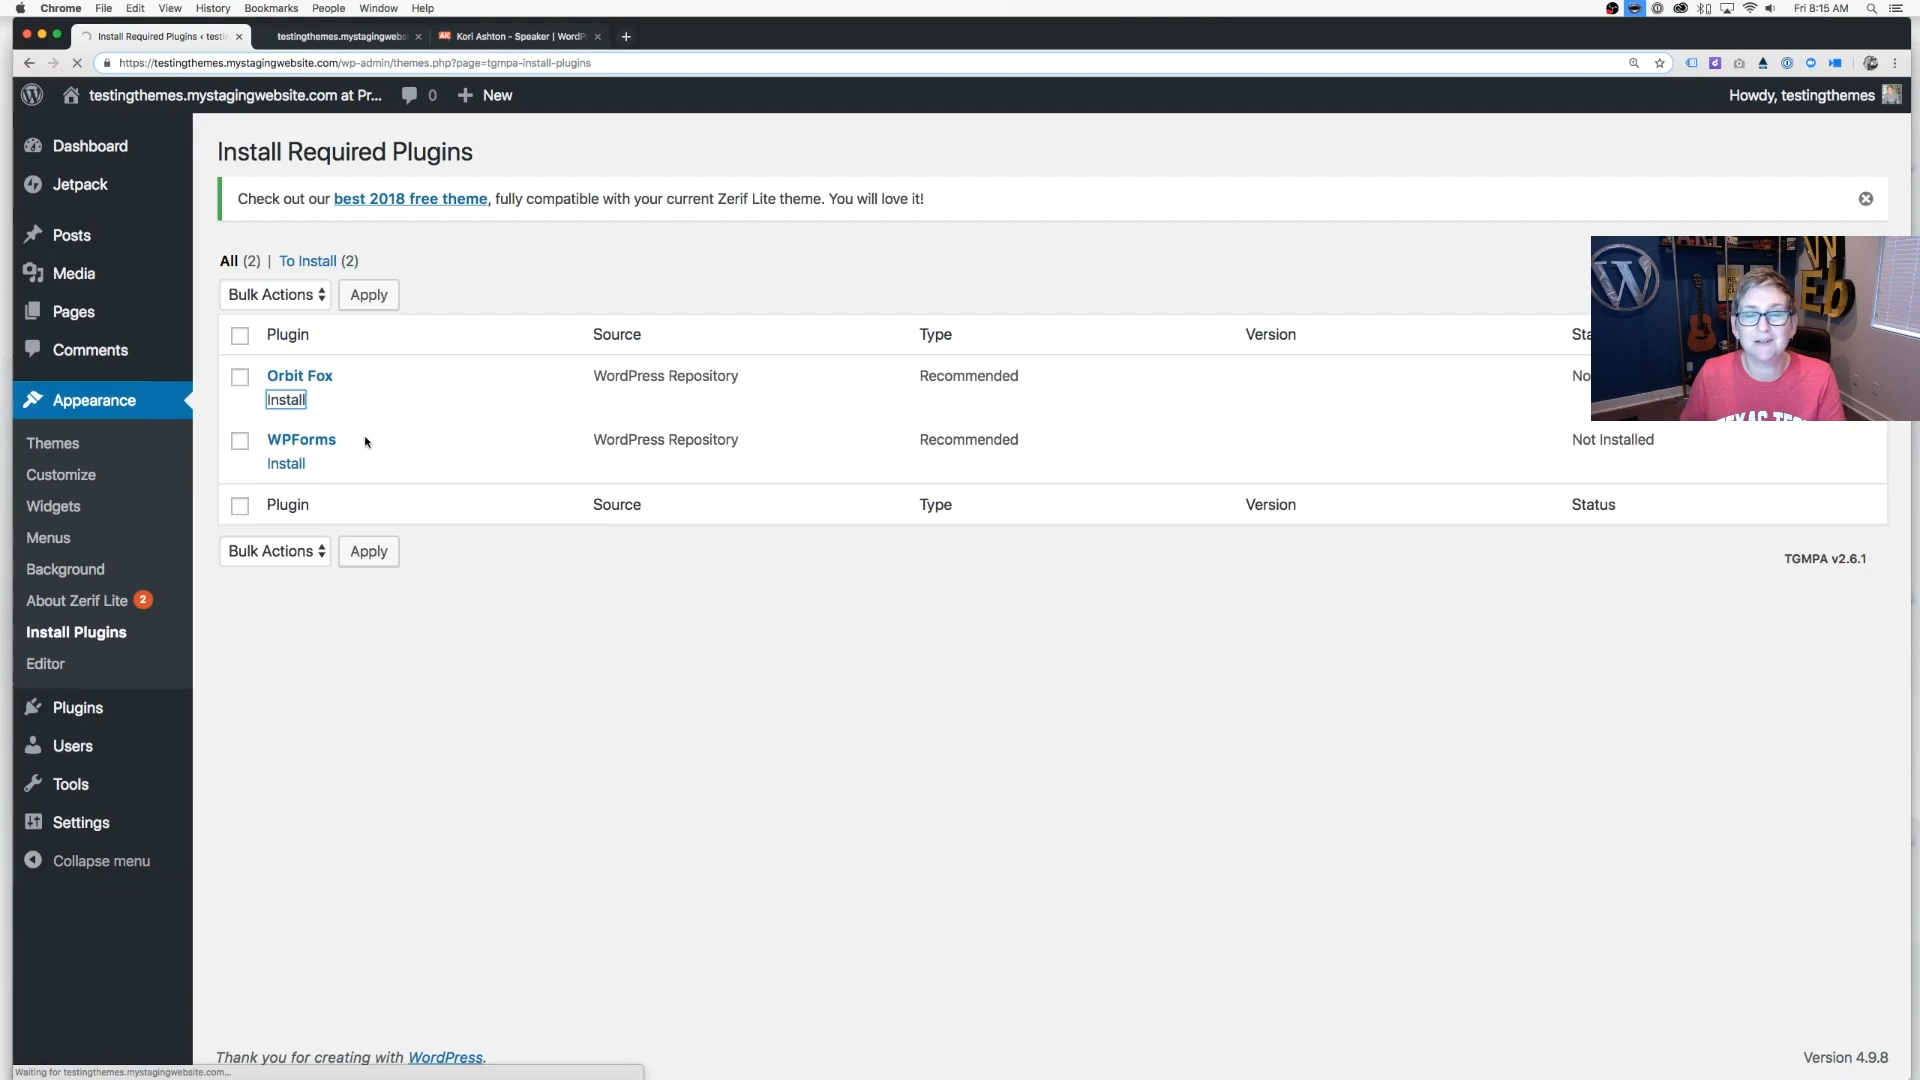 Chrome File Edit View History Bookmarks People Window Help Fri 8:15 AM
Install Required Plugins ‹ testin testingthemes.mystagingwebs Kori Ashton - Speaker | WordP
https://testingthemes.mystagingwebsite.com/wp-admin/themes.php?page=tgmpa-install-plugins
testingthemes.mystagingwebsite.com at Pr... 0 New Howdy, testingthemes
Dashboard
Jetpack
Posts
Media
Pages
Comments
Appearance
Themes
Customize
Widgets
Menus
Background
About Zerif Lite 2
Install Plugins
Editor
Plugins
Users
Tools
Settings
Collapse menu
Install Required Plugins
Check out our best 2018 free theme, fully compatible with your current Zerif Lite theme. You will love it!
All (2) | To Install (2)
Bulk Actions Apply
Plugin Source Type Version Sta
Orbit Fox WordPress Repository Recommended No
Install
WPForms WordPress Repository Recommended Not Installed
Install
Plugin Source Type Version Status
Bulk Actions Apply
TGMPA v2.6.1
Thank you for creating with WordPress. Version 4.9.8
Waiting for testingthemes.mystagingwebsite.com...